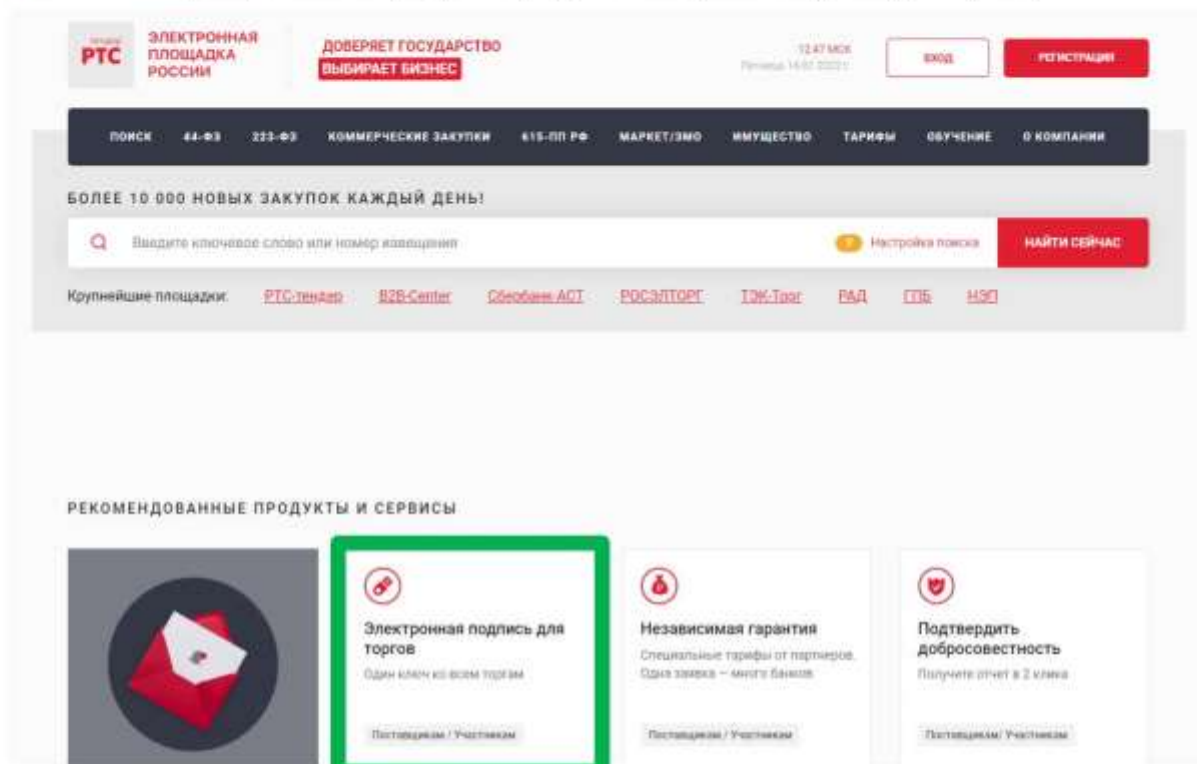 РТС
ЭЛЕКТРОННАЯ
ПЛОЩАДКА
РОССИИ
ДОВЕРЯЕТ ГОСУДАРСТВО
ВЫБИРАЕТ БИЗНЕС
12:47 МСК
ВХОД
РЕГИСТРАЦИЯ
ПОИСК 44-ФЗ 223-ФЗ КОММЕРЧЕСКИЕ ЗАКУПКИ 615-ПП РФ МАРКЕТ/ЗМО ИМУЩЕСТВО ТАРИФЫ ОБУЧЕНИЕ О КОМПАНИИ
БОЛЕЕ 10 000 НОВЫХ ЗАКУПОК КАЖДЫЙ ДЕНЬ!
Введите ключевое слово или номер извещения
Настройка поиска
НАЙТИ СЕЙЧАС
Крупнейшие площадки: РТС-тендер B2B-Center Сбербанк-АСТ РОСЭЛТОРГ ТЭК-Торг РАД ГПБ НЭП
РЕКОМЕНДОВАННЫЕ ПРОДУКТЫ И СЕРВИСЫ
Электронная подпись для
торгов
Один ключ ко всем торгам
Поставщикам / Участникам
Независимая гарантия
Специальные тарифы от партнеров.
Одна заявка — много банков
Поставщикам / Участникам
Подтвердить
добросовестность
Получите отчет в 2 клика
Поставщикам/ Участникам